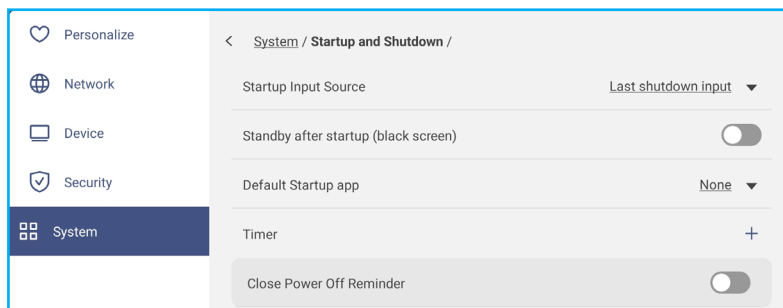 Personalize
Network
Device
Security
System
< System / Startup and Shutdown /
Startup Input Source Last shutdown input
Standby after startup (black screen)
Default Startup app None
Timer +
Close Power Off Reminder